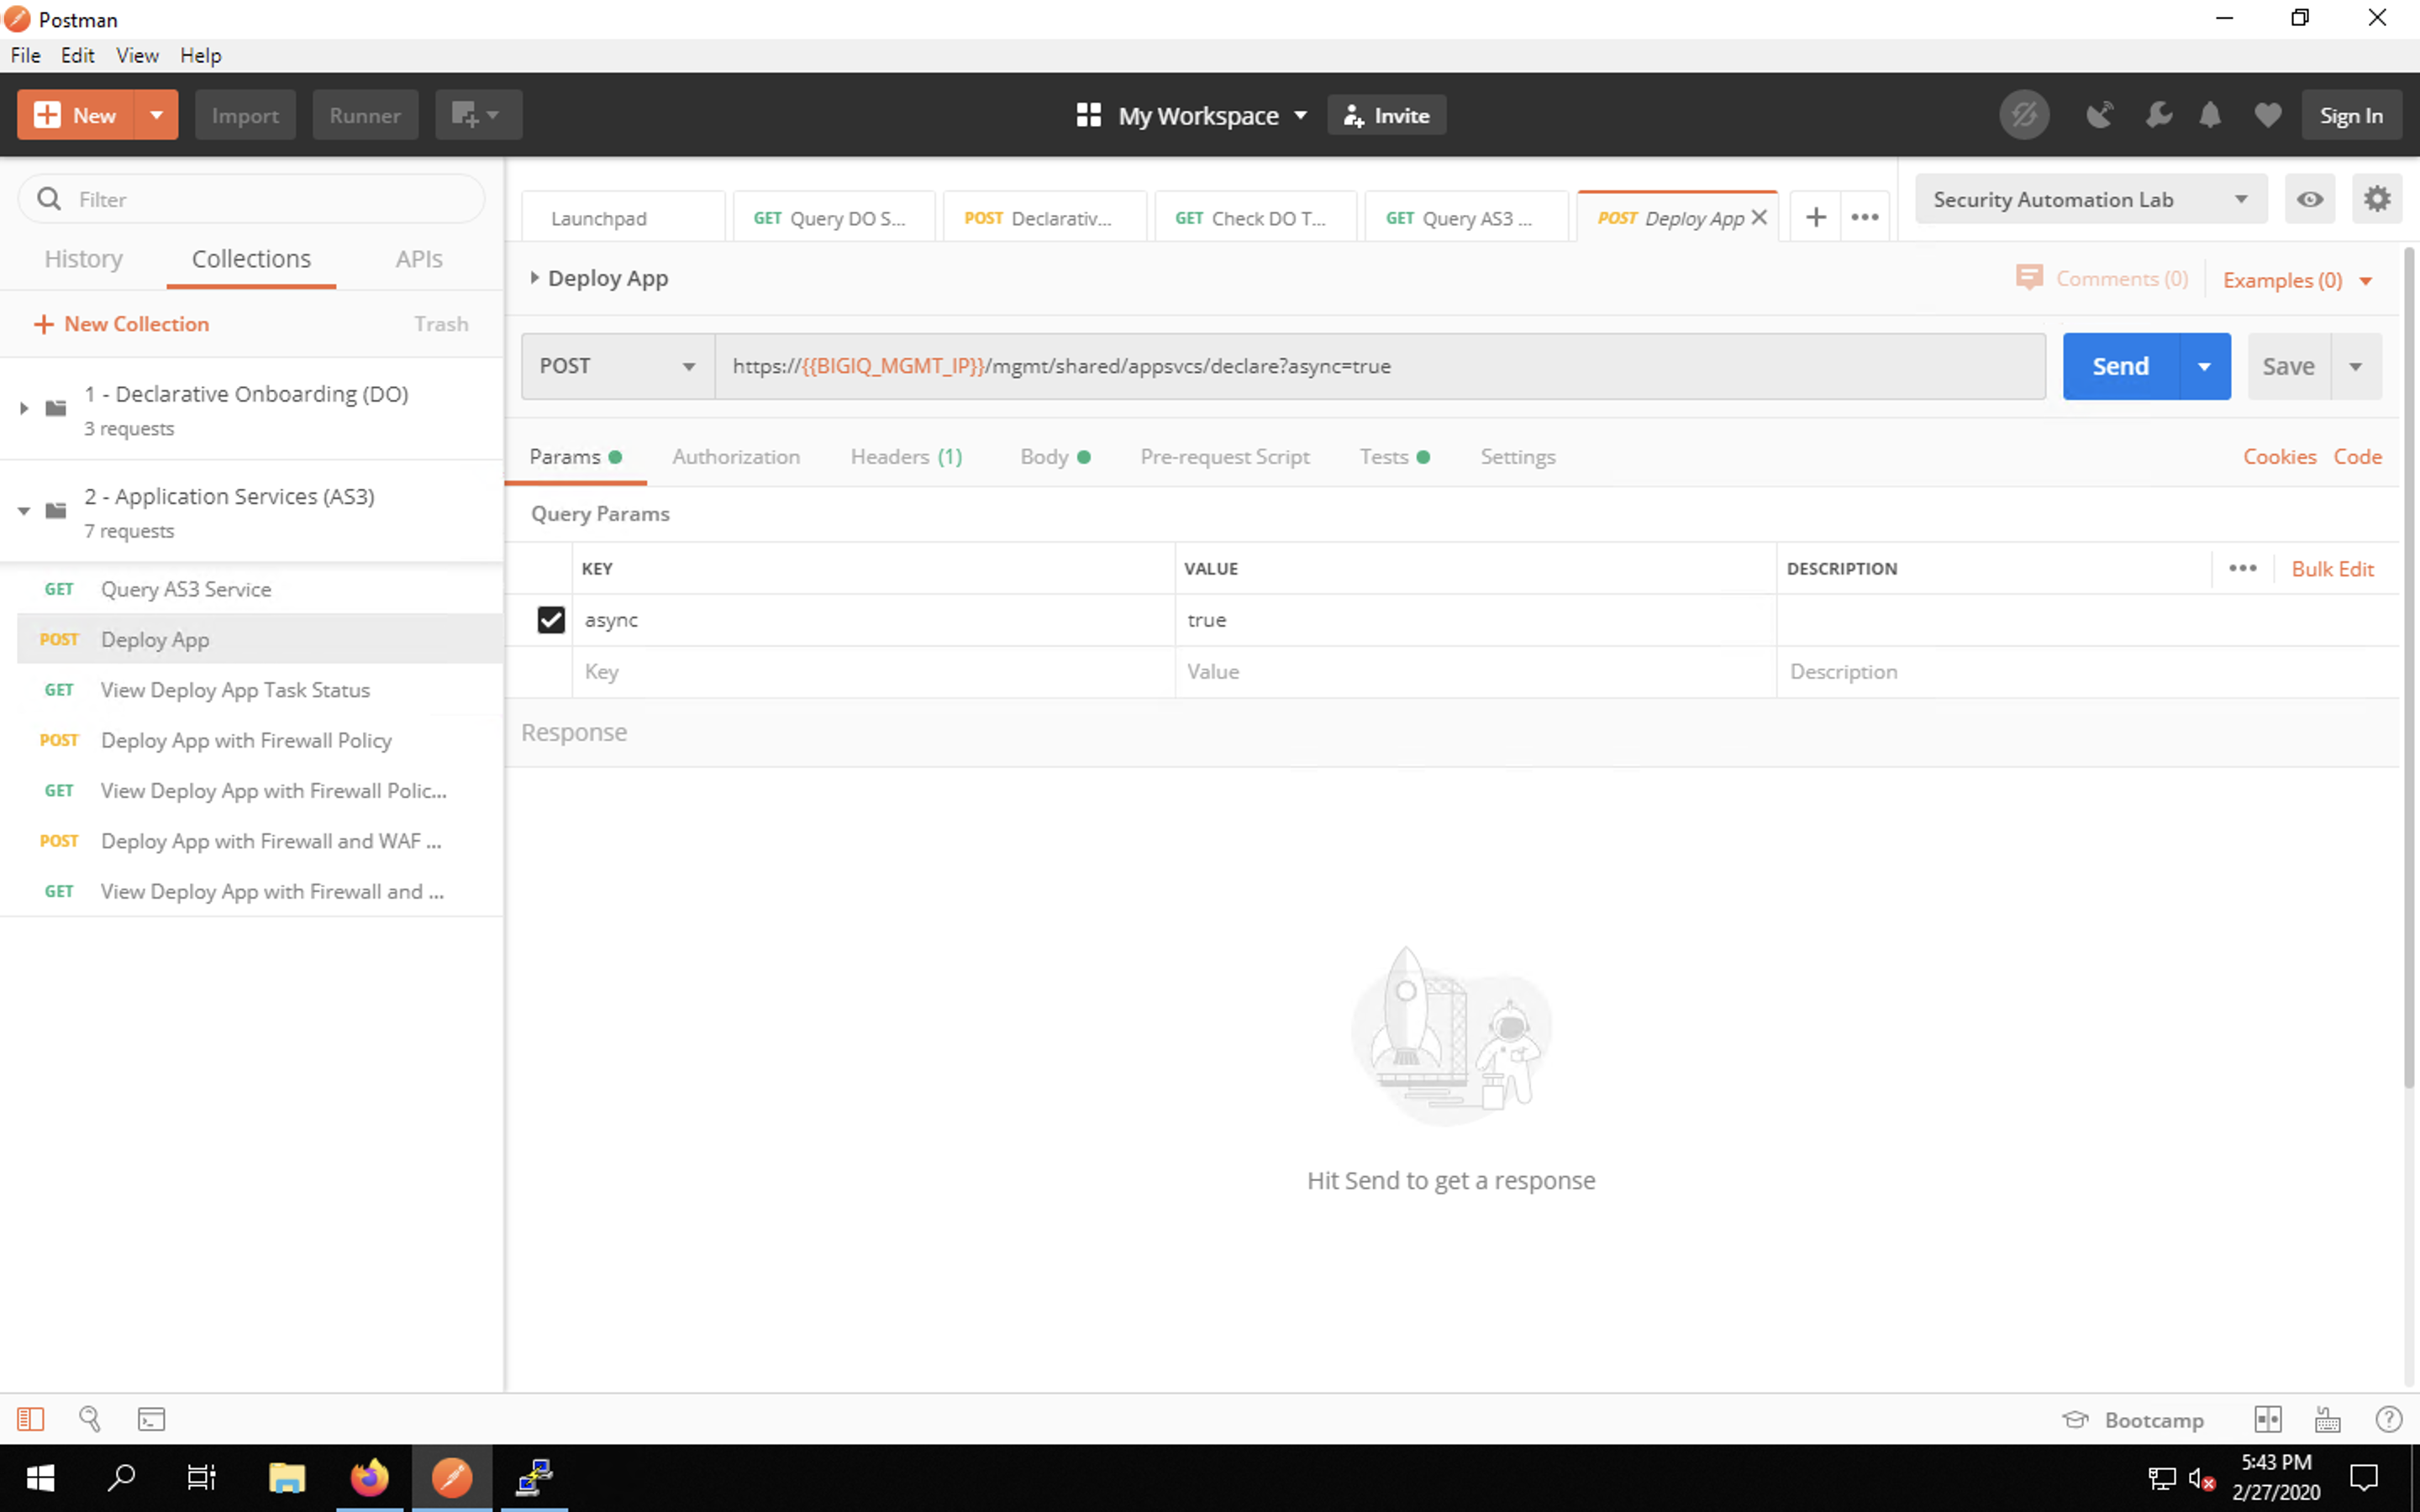 Postman
File Edit View Help
New Import Runner My Workspace Invite Sign In
Filter
Launchpad GET Query DO S... POST Declarativ... GET Check DO T... GET Query AS3 ... POST Deploy App Security Automation Lab
History Collections APIs
Deploy App Comments (0) Examples (0)
New Collection Trash
POST https://{{BIGIQ_MGMT_IP}}/mgmt/shared/appsvcs/declare?async=true Send Save
1 - Declarative Onboarding (DO)
3 requests
Params Authorization Headers (1) Body Pre-request Script Tests Settings Cookies Code
2 - Application Services (AS3)
7 requests
Query Params
KEY VALUE DESCRIPTION Bulk Edit
async true
Key Value Description
GET Query AS3 Service
POST Deploy App
GET View Deploy App Task Status
POST Deploy App with Firewall Policy
GET View Deploy App with Firewall Polic...
POST Deploy App with Firewall and WAF ...
GET View Deploy App with Firewall and ...
Response
Hit Send to get a response
Bootcamp
5:43 PM
2/27/2020